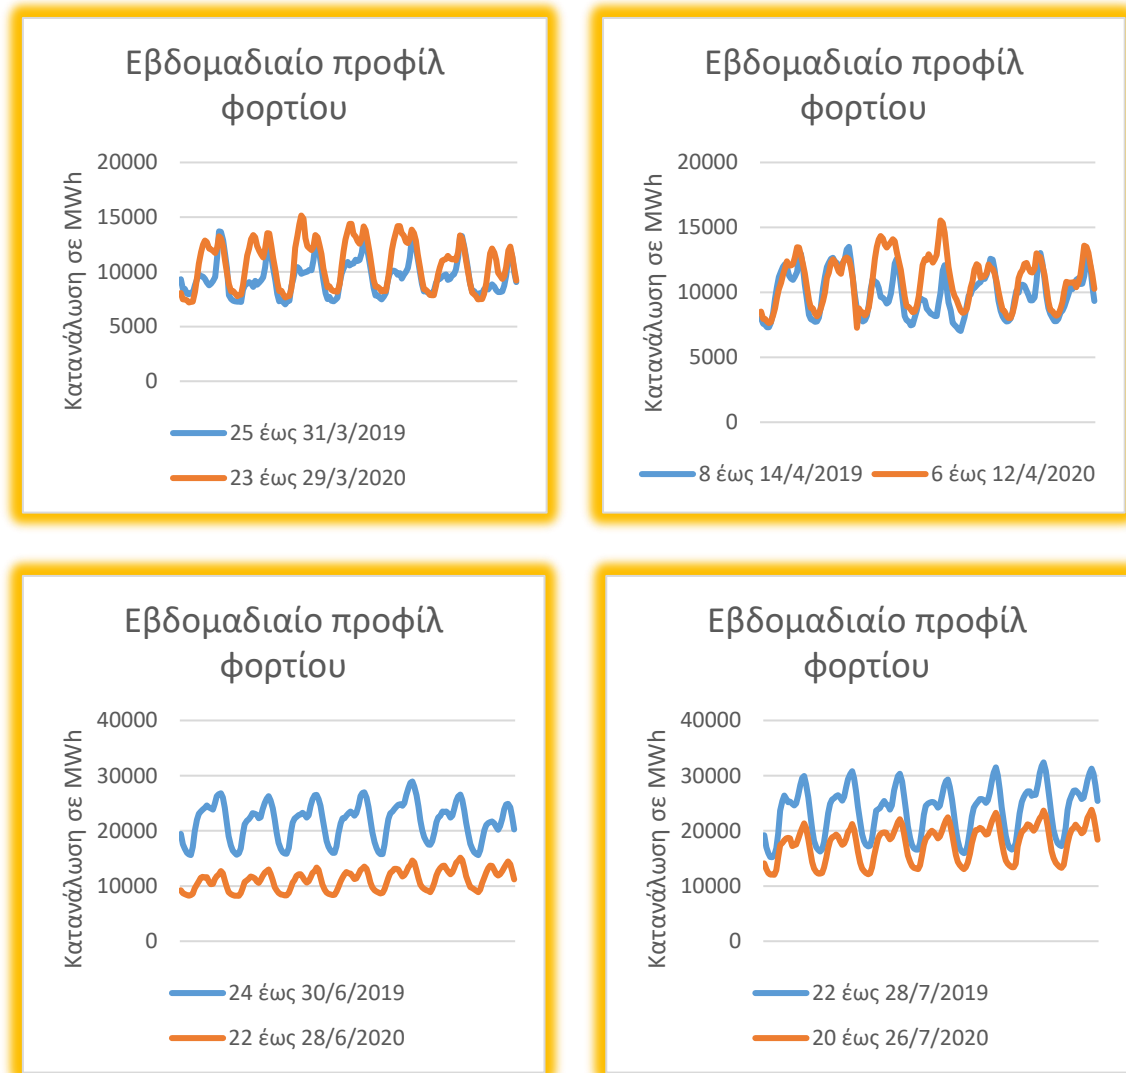 Εβδομαδιαίο προφίλ
φορτίου
Κατανάλωση σε MWh
20000
15000
10000
5000
0
25 έως 31/3/2019
23 έως 29/3/2020
Εβδομαδιαίο προφίλ
φορτίου
Κατανάλωση σε MWh
20000
15000
10000
5000
0
8 έως 14/4/2019 6 έως 12/4/2020
Εβδομαδιαίο προφίλ
φορτίου
Κατανάλωση σε MWh
40000
30000
20000
10000
0
24 έως 30/6/2019
22 έως 28/6/2020
Εβδομαδιαίο προφίλ
φορτίου
Κατανάλωση σε MWh
40000
30000
20000
10000
0
22 έως 28/7/2019
20 έως 26/7/2020